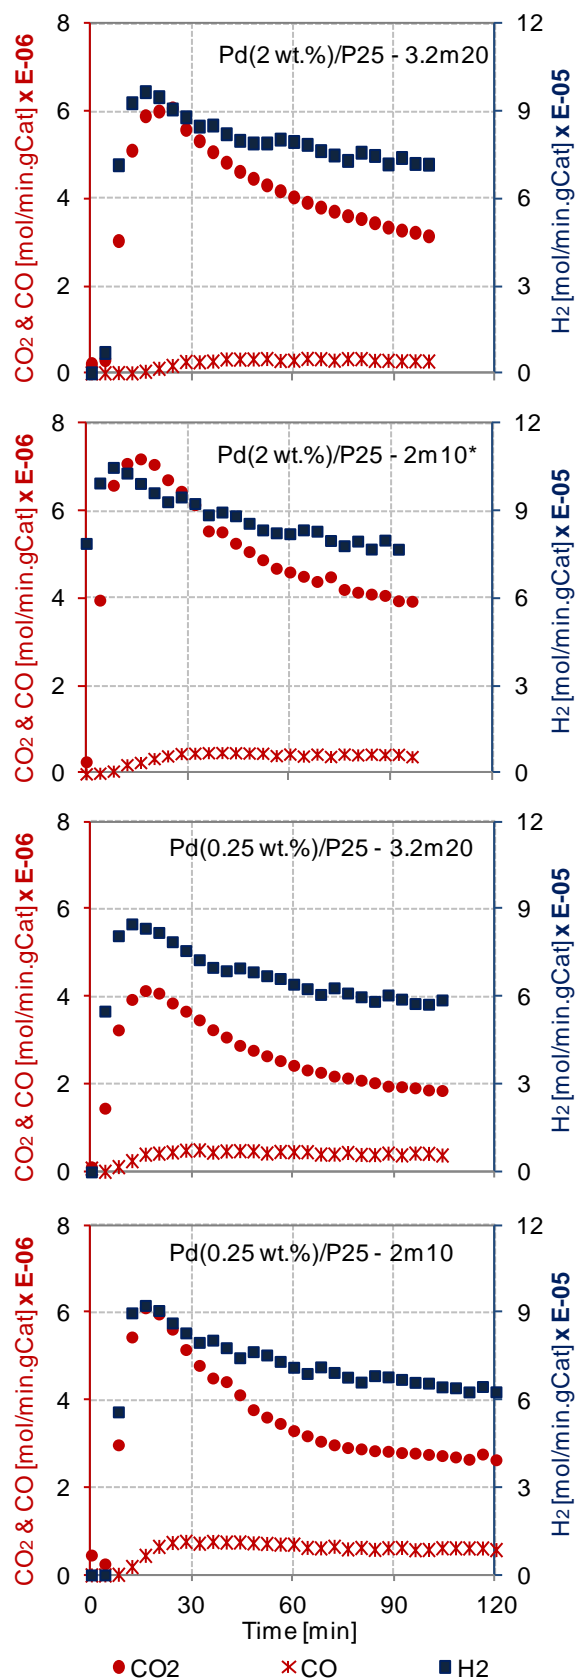 8 12
Pd(2 wt.%)/P25 - 3.2m20
6 9
4 6
2 3
0 0
CO2 & CO [mol/min.gCat] x E-06
H2 [mol/min.gCat] x E-05
8 12
Pd(2 wt.%)/P25 - 2m10*
6 9
4 6
2 3
0 0
CO2 & CO [mol/min.gCat] x E-06
H2 [mol/min.gCat] x E-05
8 12
Pd(0.25 wt.%)/P25 - 3.2m20
6 9
4 6
2 3
0 0
CO2 & CO [mol/min.gCat] x E-06
H2 [mol/min.gCat] x E-05
8 12
Pd(0.25 wt.%)/P25 - 2m10
6 9
4 6
2 3
0 0
CO2 & CO [mol/min.gCat] x E-06
H2 [mol/min.gCat] x E-05
0 30 60 90 120
Time [min]
CO2 CO H2